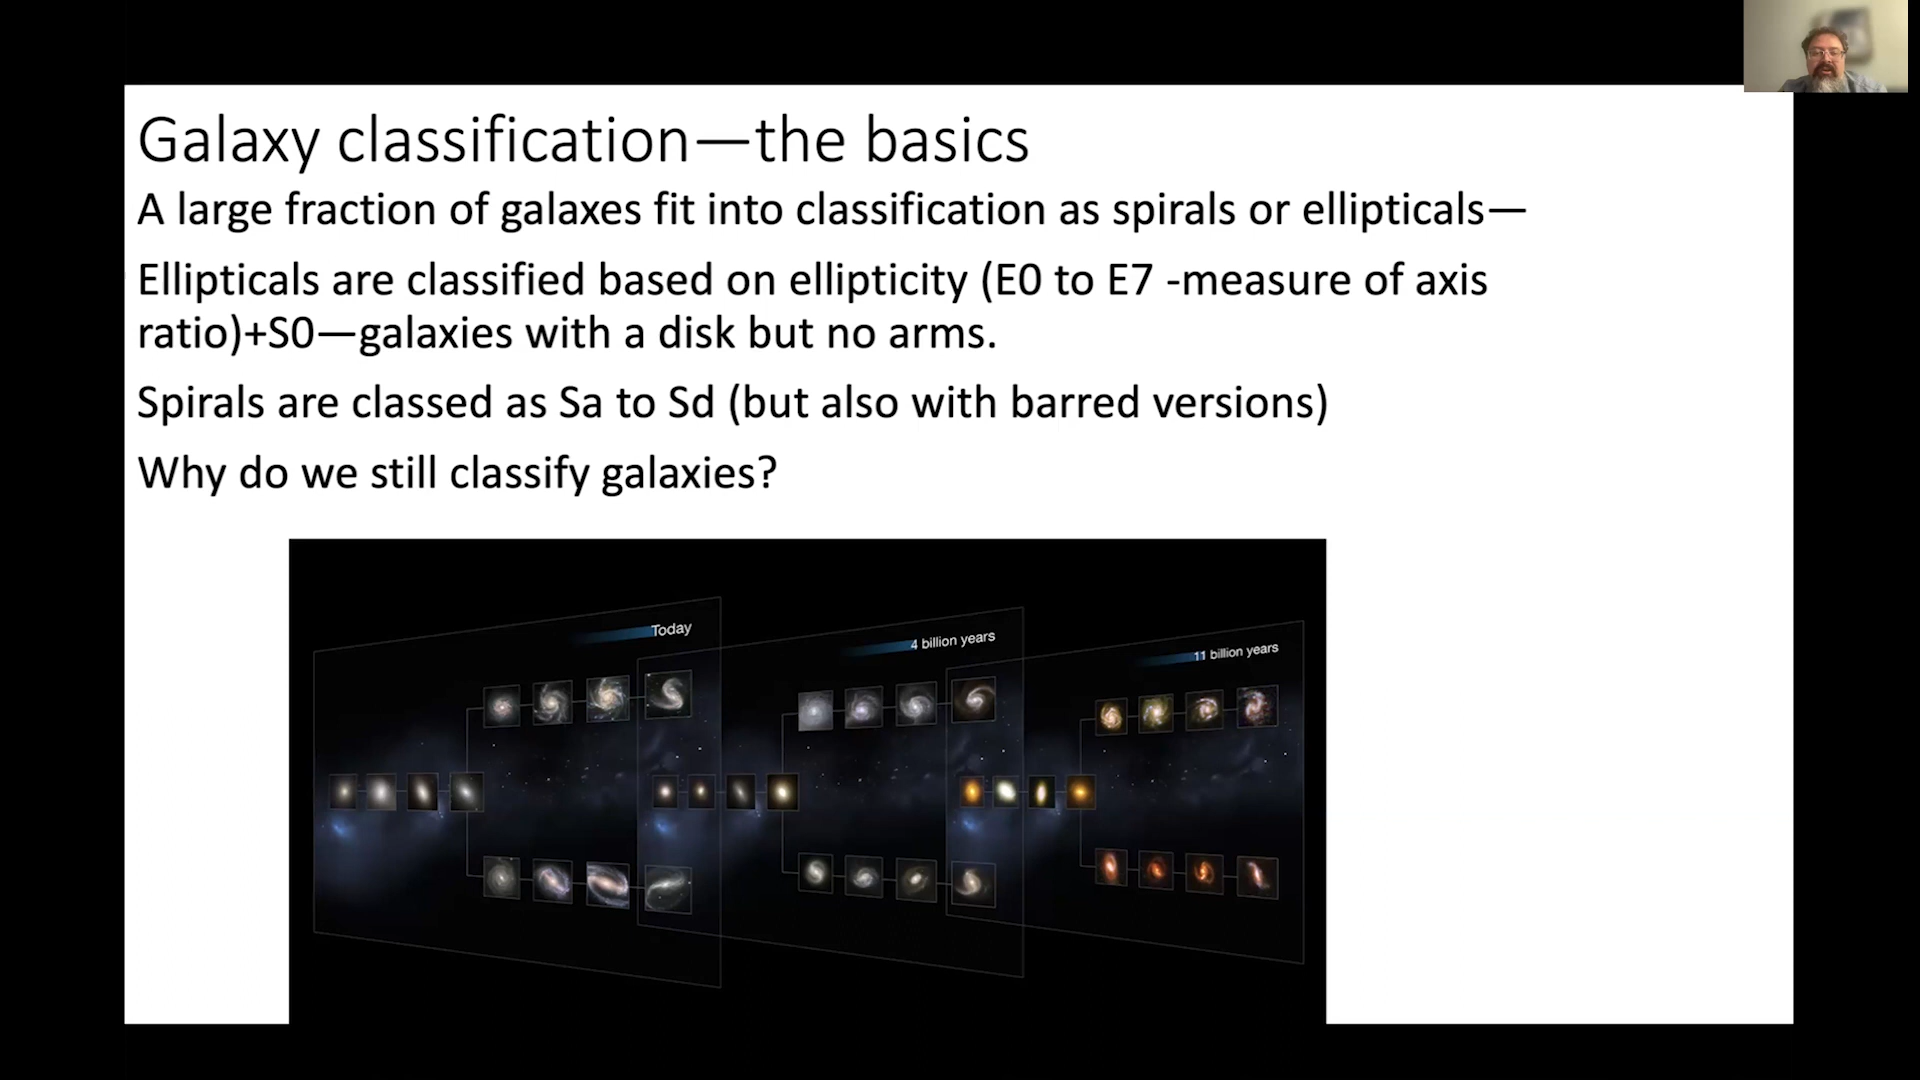 Galaxy classification—the basics
A large fraction of galaxes fit into classification as spirals or ellipticals—
Ellipticals are classified based on ellipticity (E0 to E7 -measure of axis
ratio)+S0—galaxies with a disk but no arms.
Spirals are classed as Sa to Sd (but also with barred versions)
Why do we still classify galaxies?
Today
4 billion years
11 billion years